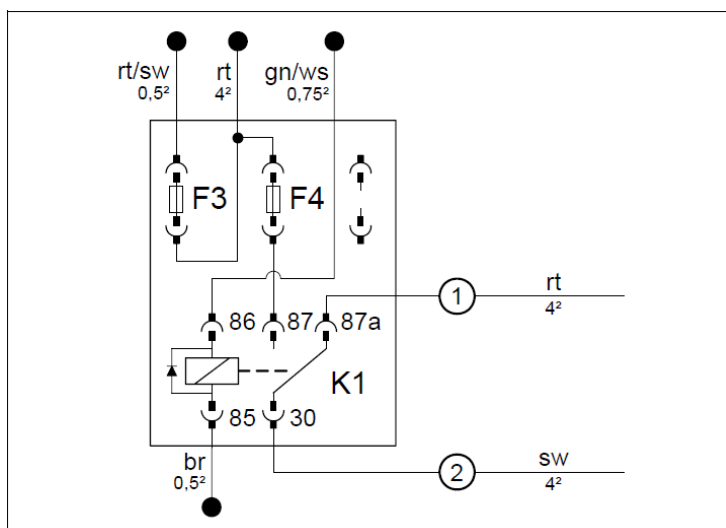 rt/sw
0,5²
rt
4²
gn/ws
0,75²
F3
F4
86
87
87a
1
rt
4²
K1
85
30
br
0,5²
2
sw
4²